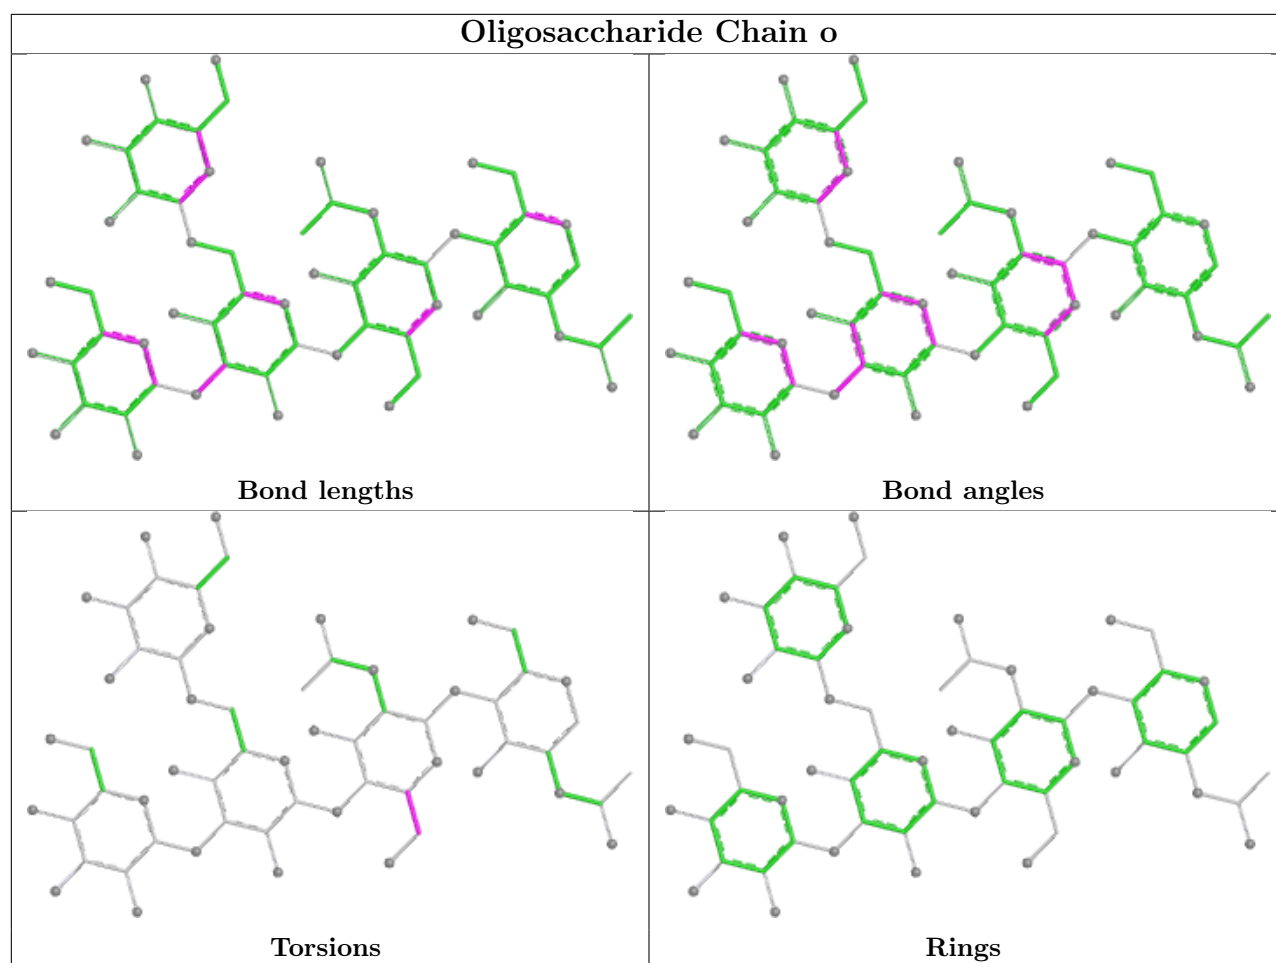 Oligosaccharide Chain o
Bond lengths
Bond angles
Torsions
Rings